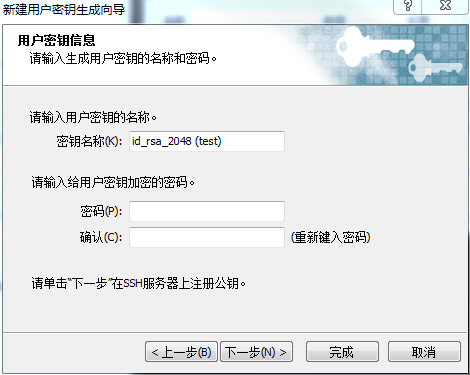 新建用户密钥生成向导
用户密钥信息
请输入生成用户密钥的名称和密码。
请输入用户密钥的名称。
密钥名称(K): id_rsa_2048 (test)
请输入给用户密钥加密的密码。
密码(P):
确认(C): (重新键入密码)
请单击“下一步”在SSH服务器上注册公钥。
< 上一步(B) 下一步(N) > 完成 取消